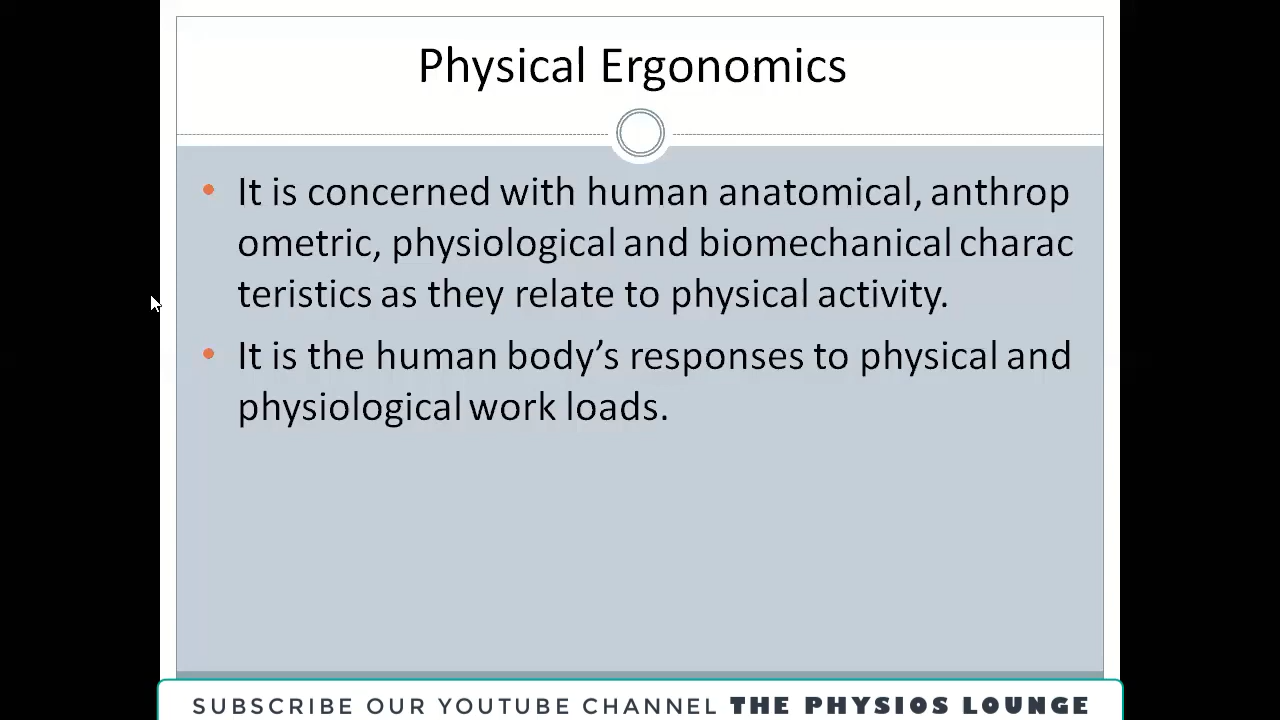 Physical Ergonomics
• It is concerned with human anatomical, anthrop
ometric, physiological and biomechanical charac
teristics as they relate to physical activity.
• It is the human body’s responses to physical and
physiological work loads.
SUBSCRIBE OUR YOUTUBE CHANNEL THE PHYSIOS LOUNGE